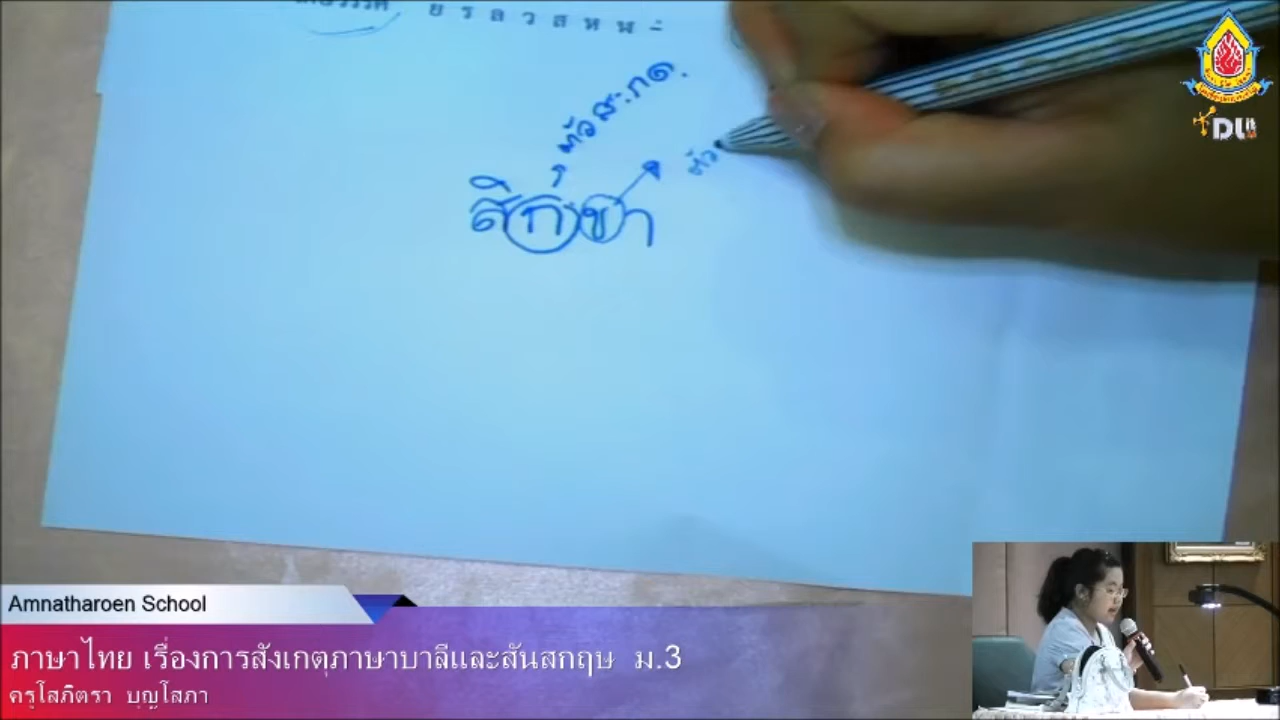 ย ร ล ว ส ห ฬ
ตัวสะกด.
ตัว
สิกขา
DL
Amnatharoen School
ภาษาไทย เรื่องการสังเกตุภาษาบาลีและสันสกฤษ ม.3
ครูโสภิตรา บุญโสภา